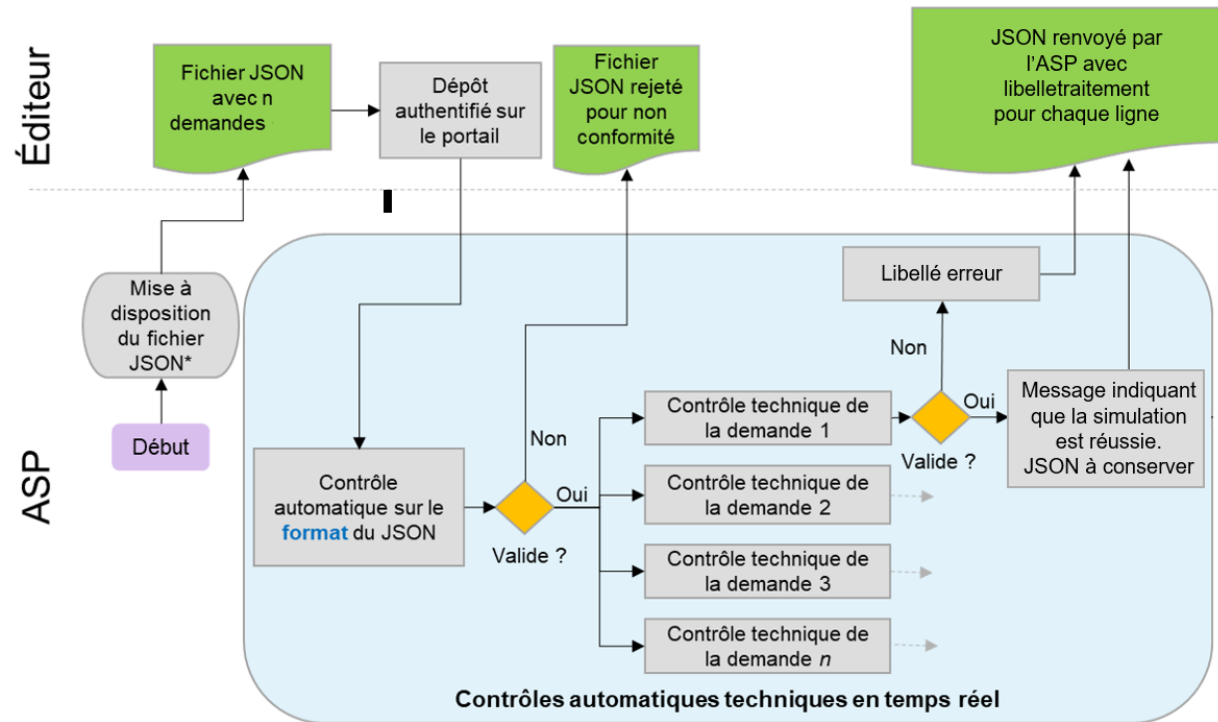 Éditeur
Fichier JSON
avec n
demandes
Dépôt
authentifié sur
le portail
Fichier
JSON rejeté
pour non
conformité
JSON renvoyé par
l'ASP avec
libelletraitement
pour chaque ligne
ASP
Mise à
disposition
du fichier
JSON*
Début
Contrôle
automatique sur le
format du JSON
Non
Oui
Valide ?
Contrôle technique de
la demande 1
Contrôle technique de
la demande 2
Contrôle technique de
la demande 3
Contrôle technique de
la demande n
Libellé erreur
Non
Oui
Valide ?
Message indiquant
que la simulation
est réussie.
JSON à conserver
Contrôles automatiques techniques en temps réel